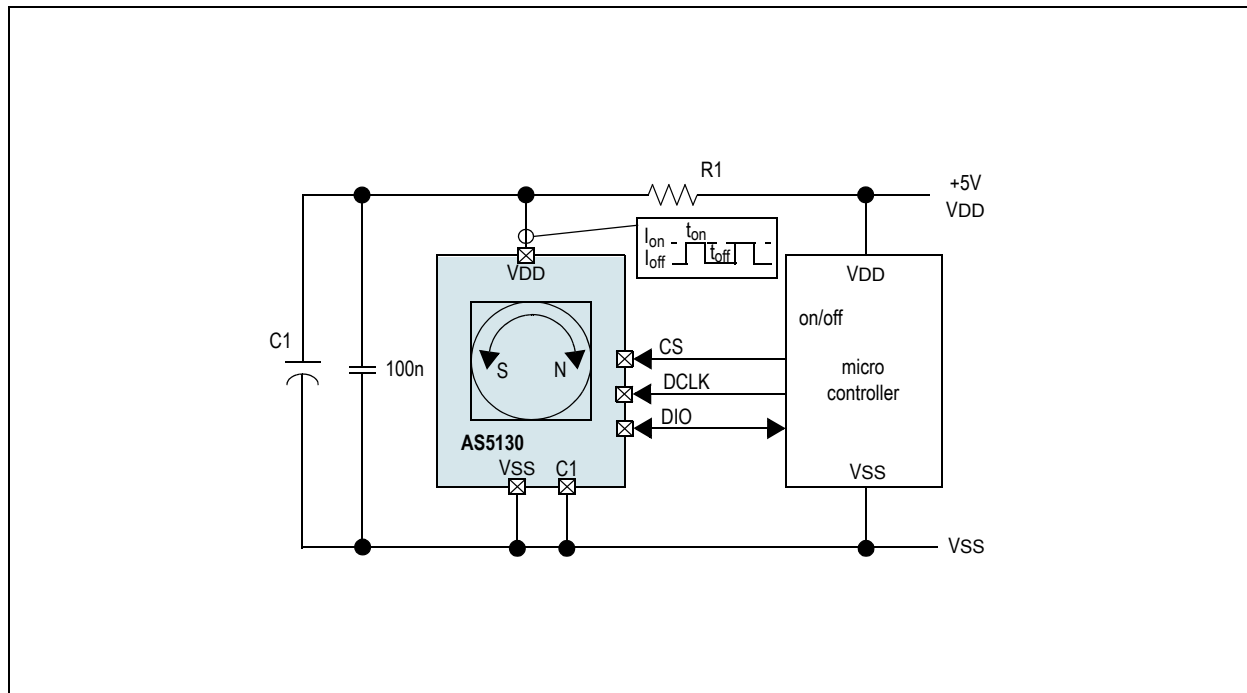 R1
+5V
VDD
Ion
ton
Ioff
toff
VDD
VDD
on/off
C1
100n
S
N
CS
micro
controller
DCLK
DIO
AS5130
VSS
C1
VSS
VSS